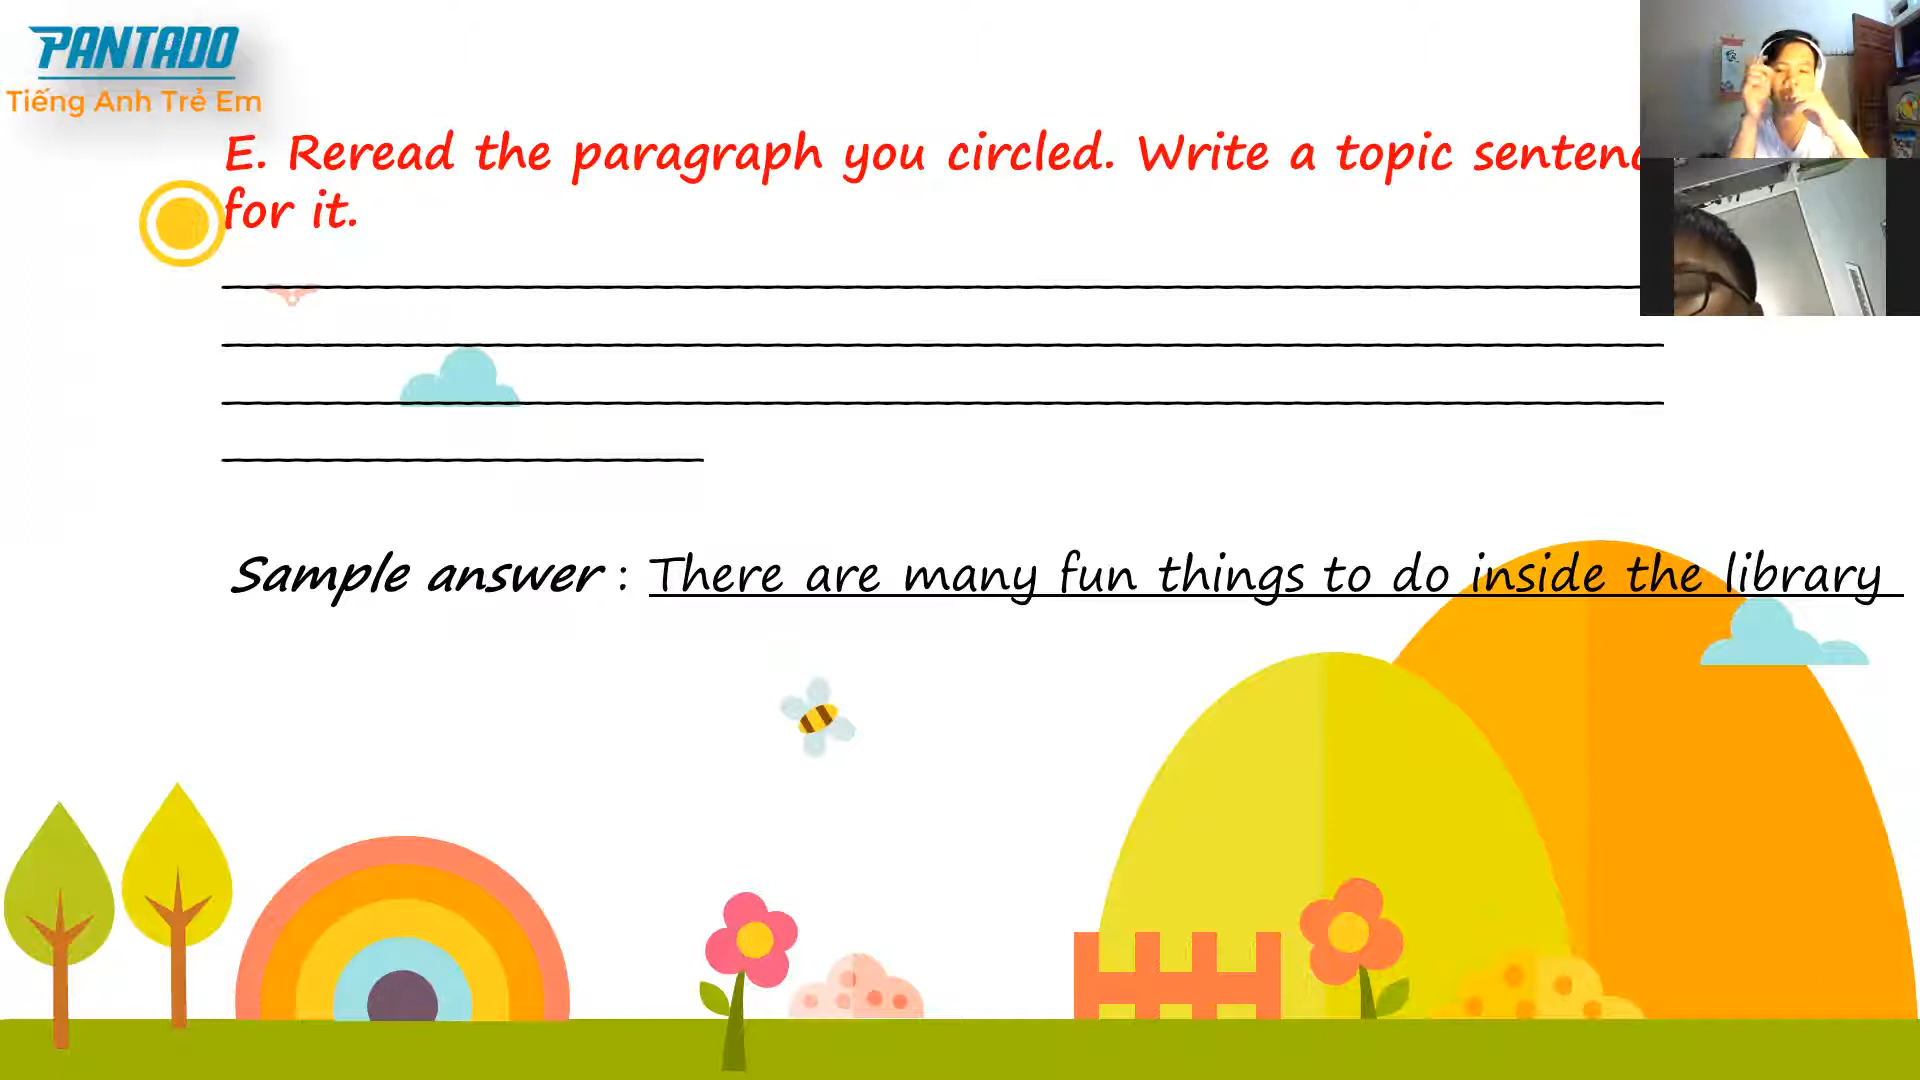 PANTADO
Tiếng Anh Trẻ Em
E. Reread the paragraph you circled. Write a topic
for it.
Sample answer : There are many fun things to do inside the library